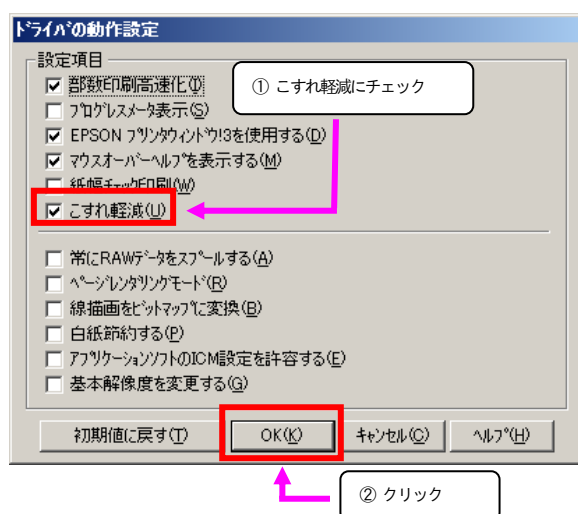 ドライバの動作設定
設定項目
部数印刷高速化(I)
① こすれ軽減にチェック
プログレスメータ表示(S)
EPSON プリンタウィンドウ!3を使用する(D)
マウスオーバーヘルプを表示する(M)
紙幅チェック印刷(W)
こすれ軽減(U)
常にRAWデータをスプールする(A)
ページレンタリングモード(R)
線描画をビットマップに変換(B)
白紙節約する(P)
アプリケーションソフトのICM設定を許容する(E)
基本解像度を変更する(G)
初期値に戻す(T)
OK(K)
キャンセル(C)
ヘルプ(H)
② クリック